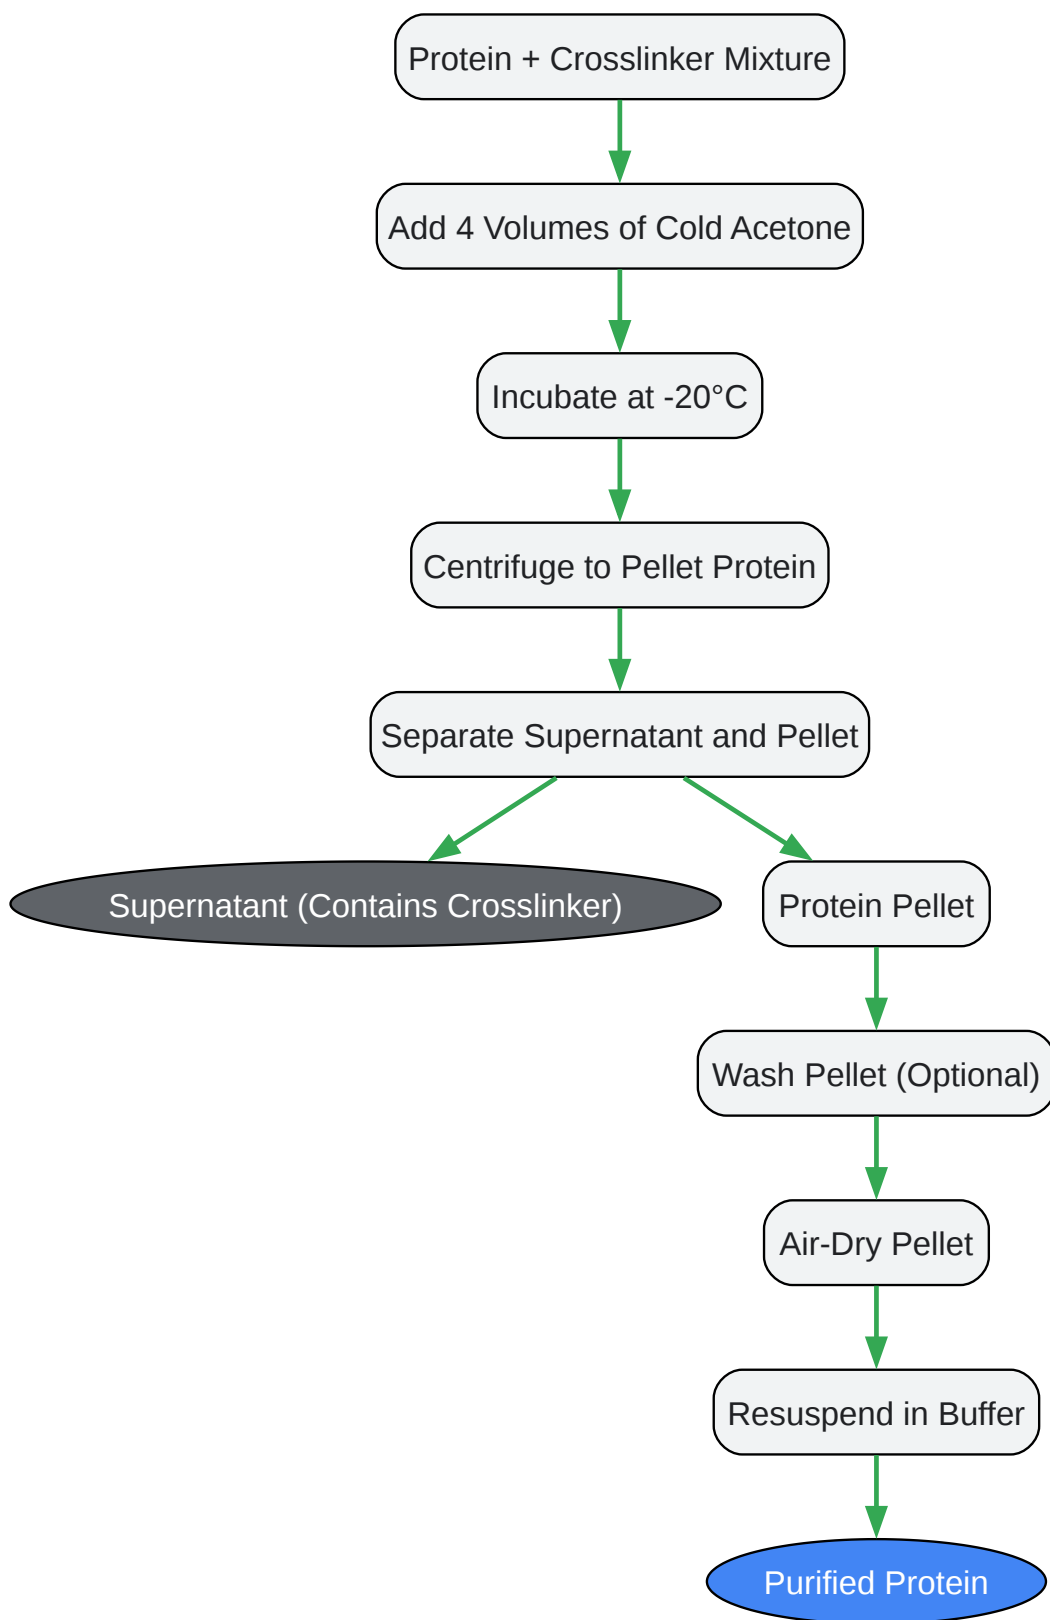 Protein + Crosslinker Mixture
Add 4 Volumes of Cold Acetone
Incubate at -20°C
Centrifuge to Pellet Protein
Separate Supernatant and Pellet
Supernatant (Contains Crosslinker)
Protein Pellet
Wash Pellet (Optional)
Air-Dry Pellet
Resuspend in Buffer
Purified Protein